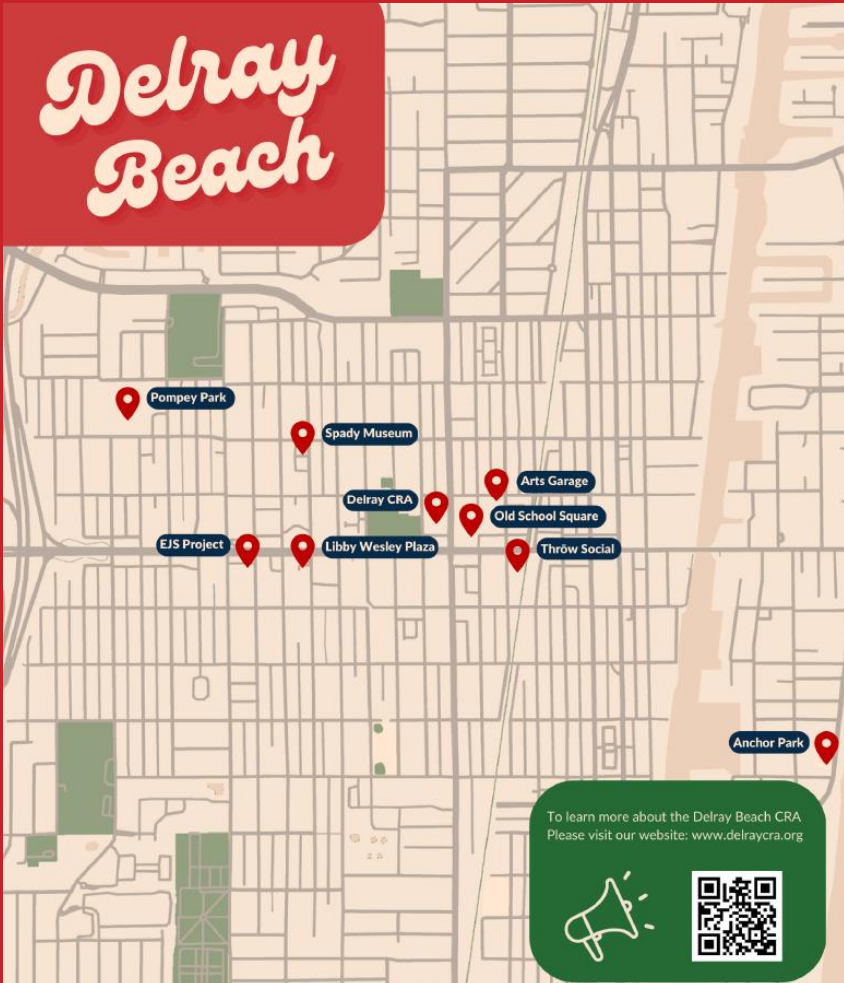 Delray
Beach
Pompey Park
Spady Museum
Arts Garage
Delray CRA
Old School Square
EJS Project
Libby Wesley Plaza
Thrōw Social
Anchor Park
To learn more about the Delray Beach CRA
Please visit our website: www.delraycra.org